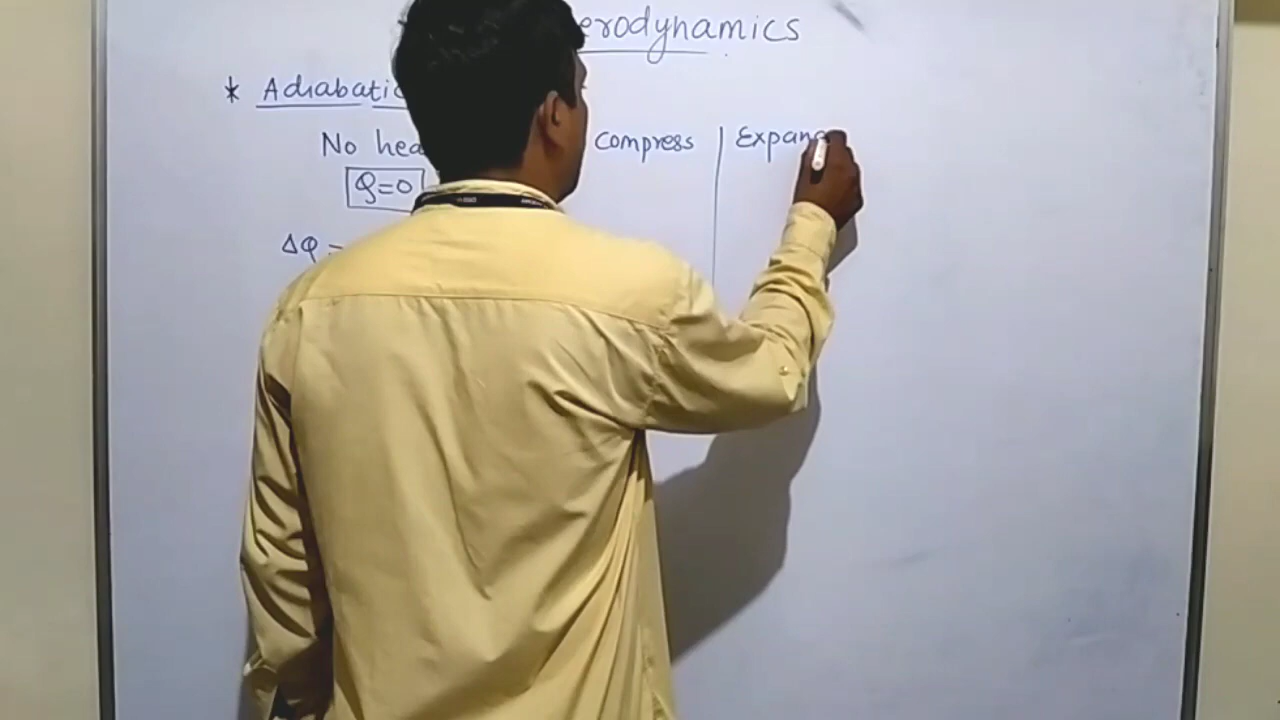 erodynamics
* Adiabatic
No hea compress Expan
Q=0
ΔQ =